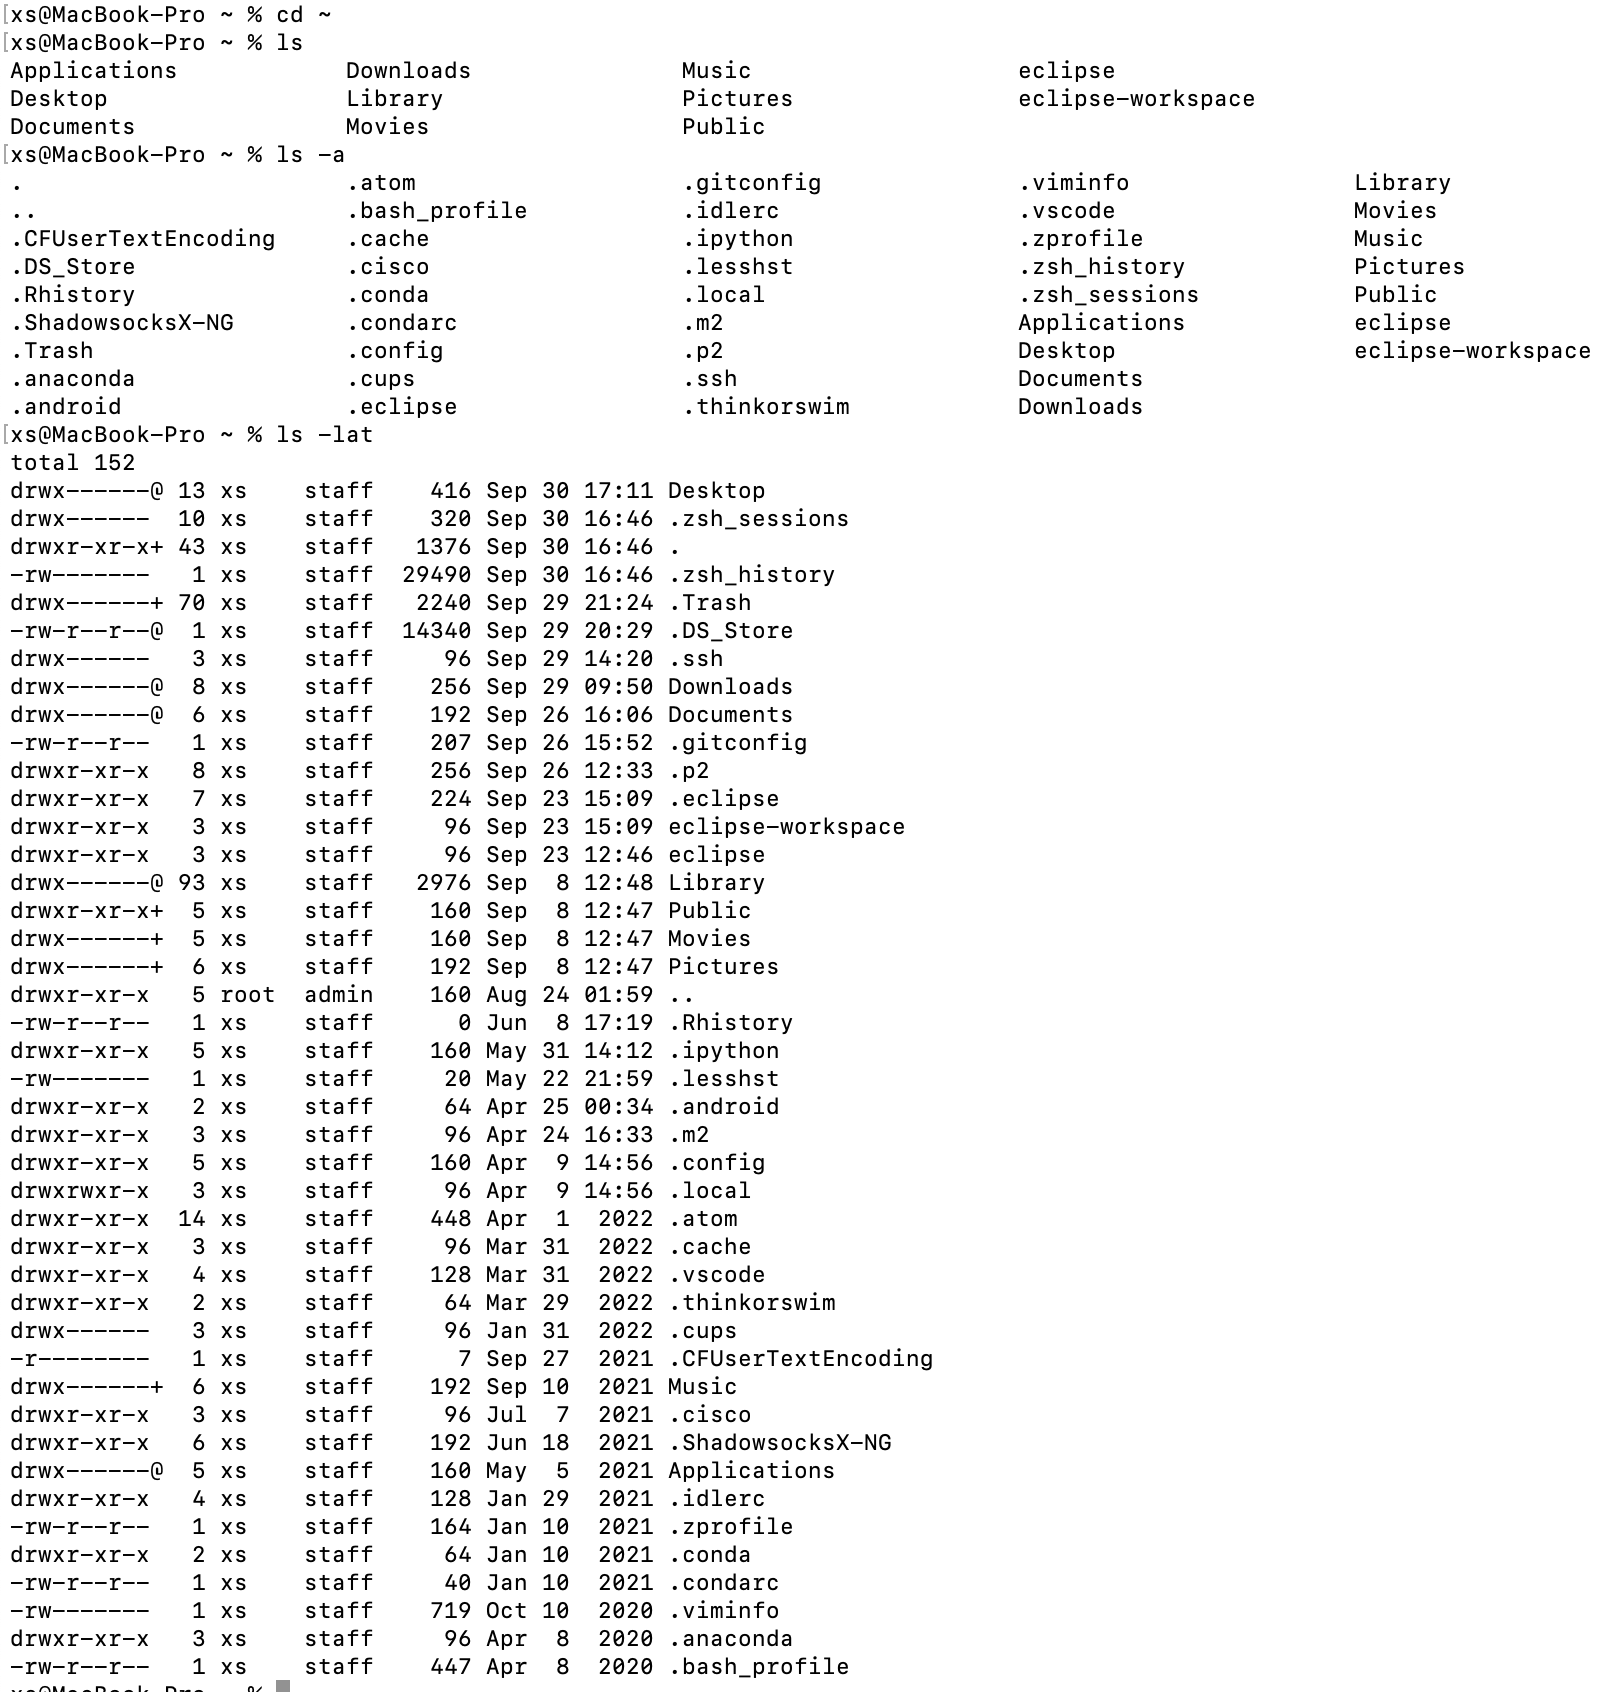 [xs@MacBook-Pro ~ % cd ~
[xs@MacBook-Pro ~ % ls
Applications Downloads Music eclipse
Desktop Library Pictures eclipse-workspace
Documents Movies Public
[xs@MacBook-Pro ~ % ls -a
. .atom .gitconfig .viminfo Library
.. .bash_profile .idlerc .vscode Movies
.CFUserTextEncoding .cache .ipython .zprofile Music
.DS_Store .cisco .lesshst .zsh_history Pictures
.Rhistory .conda .local .zsh_sessions Public
.ShadowsocksX-NG .condarc .m2 Applications eclipse
.Trash .config .p2 Desktop eclipse-workspace
.anaconda .cups .ssh Documents
.android .eclipse .thinkorswim Downloads
[xs@MacBook-Pro ~ % ls -lat
total 152
drwx------@ 13 xs staff 416 Sep 30 17:11 Desktop
drwx------ 10 xs staff 320 Sep 30 16:46 .zsh_sessions
drwxr-xr-x+ 43 xs staff 1376 Sep 30 16:46 .
-rw------- 1 xs staff 29490 Sep 30 16:46 .zsh_history
drwx------+ 70 xs staff 2240 Sep 29 21:24 .Trash
-rw-r--r--@ 1 xs staff 14340 Sep 29 20:29 .DS_Store
drwx------ 3 xs staff 96 Sep 29 14:20 .ssh
drwx------@ 8 xs staff 256 Sep 29 09:50 Downloads
drwx------@ 6 xs staff 192 Sep 26 16:06 Documents
-rw-r--r-- 1 xs staff 207 Sep 26 15:52 .gitconfig
drwxr-xr-x 8 xs staff 256 Sep 26 12:33 .p2
drwxr-xr-x 7 xs staff 224 Sep 23 15:09 .eclipse
drwxr-xr-x 3 xs staff 96 Sep 23 15:09 eclipse-workspace
drwxr-xr-x 3 xs staff 96 Sep 23 12:46 eclipse
drwx------@ 93 xs staff 2976 Sep 8 12:48 Library
drwxr-xr-x+ 5 xs staff 160 Sep 8 12:47 Public
drwx------+ 5 xs staff 160 Sep 8 12:47 Movies
drwx------+ 6 xs staff 192 Sep 8 12:47 Pictures
drwxr-xr-x 5 root admin 160 Aug 24 01:59 ..
-rw-r--r-- 1 xs staff 0 Jun 8 17:19 .Rhistory
drwxr-xr-x 5 xs staff 160 May 31 14:12 .ipython
-rw------- 1 xs staff 20 May 22 21:59 .lesshst
drwxr-xr-x 2 xs staff 64 Apr 25 00:34 .android
drwxr-xr-x 3 xs staff 96 Apr 24 16:33 .m2
drwxr-xr-x 5 xs staff 160 Apr 9 14:56 .config
drwxrwxr-x 3 xs staff 96 Apr 9 14:56 .local
drwxr-xr-x 14 xs staff 448 Apr 1 2022 .atom
drwxr-xr-x 3 xs staff 96 Mar 31 2022 .cache
drwxr-xr-x 4 xs staff 128 Mar 31 2022 .vscode
drwxr-xr-x 2 xs staff 64 Mar 29 2022 .thinkorswim
drwx------ 3 xs staff 96 Jan 31 2022 .cups
-r-------- 1 xs staff 7 Sep 27 2021 .CFUserTextEncoding
drwx------+ 6 xs staff 192 Sep 10 2021 Music
drwxr-xr-x 3 xs staff 96 Jul 7 2021 .cisco
drwxr-xr-x 6 xs staff 192 Jun 18 2021 .ShadowsocksX-NG
drwx------@ 5 xs staff 160 May 5 2021 Applications
drwxr-xr-x 4 xs staff 128 Jan 29 2021 .idlerc
-rw-r--r-- 1 xs staff 164 Jan 10 2021 .zprofile
drwxr-xr-x 2 xs staff 64 Jan 10 2021 .conda
-rw-r--r-- 1 xs staff 40 Jan 10 2021 .condarc
-rw------- 1 xs staff 719 Oct 10 2020 .viminfo
drwxr-xr-x 3 xs staff 96 Apr 8 2020 .anaconda
-rw-r--r-- 1 xs staff 447 Apr 8 2020 .bash_profile
xs@MacBook-Pro ~ %